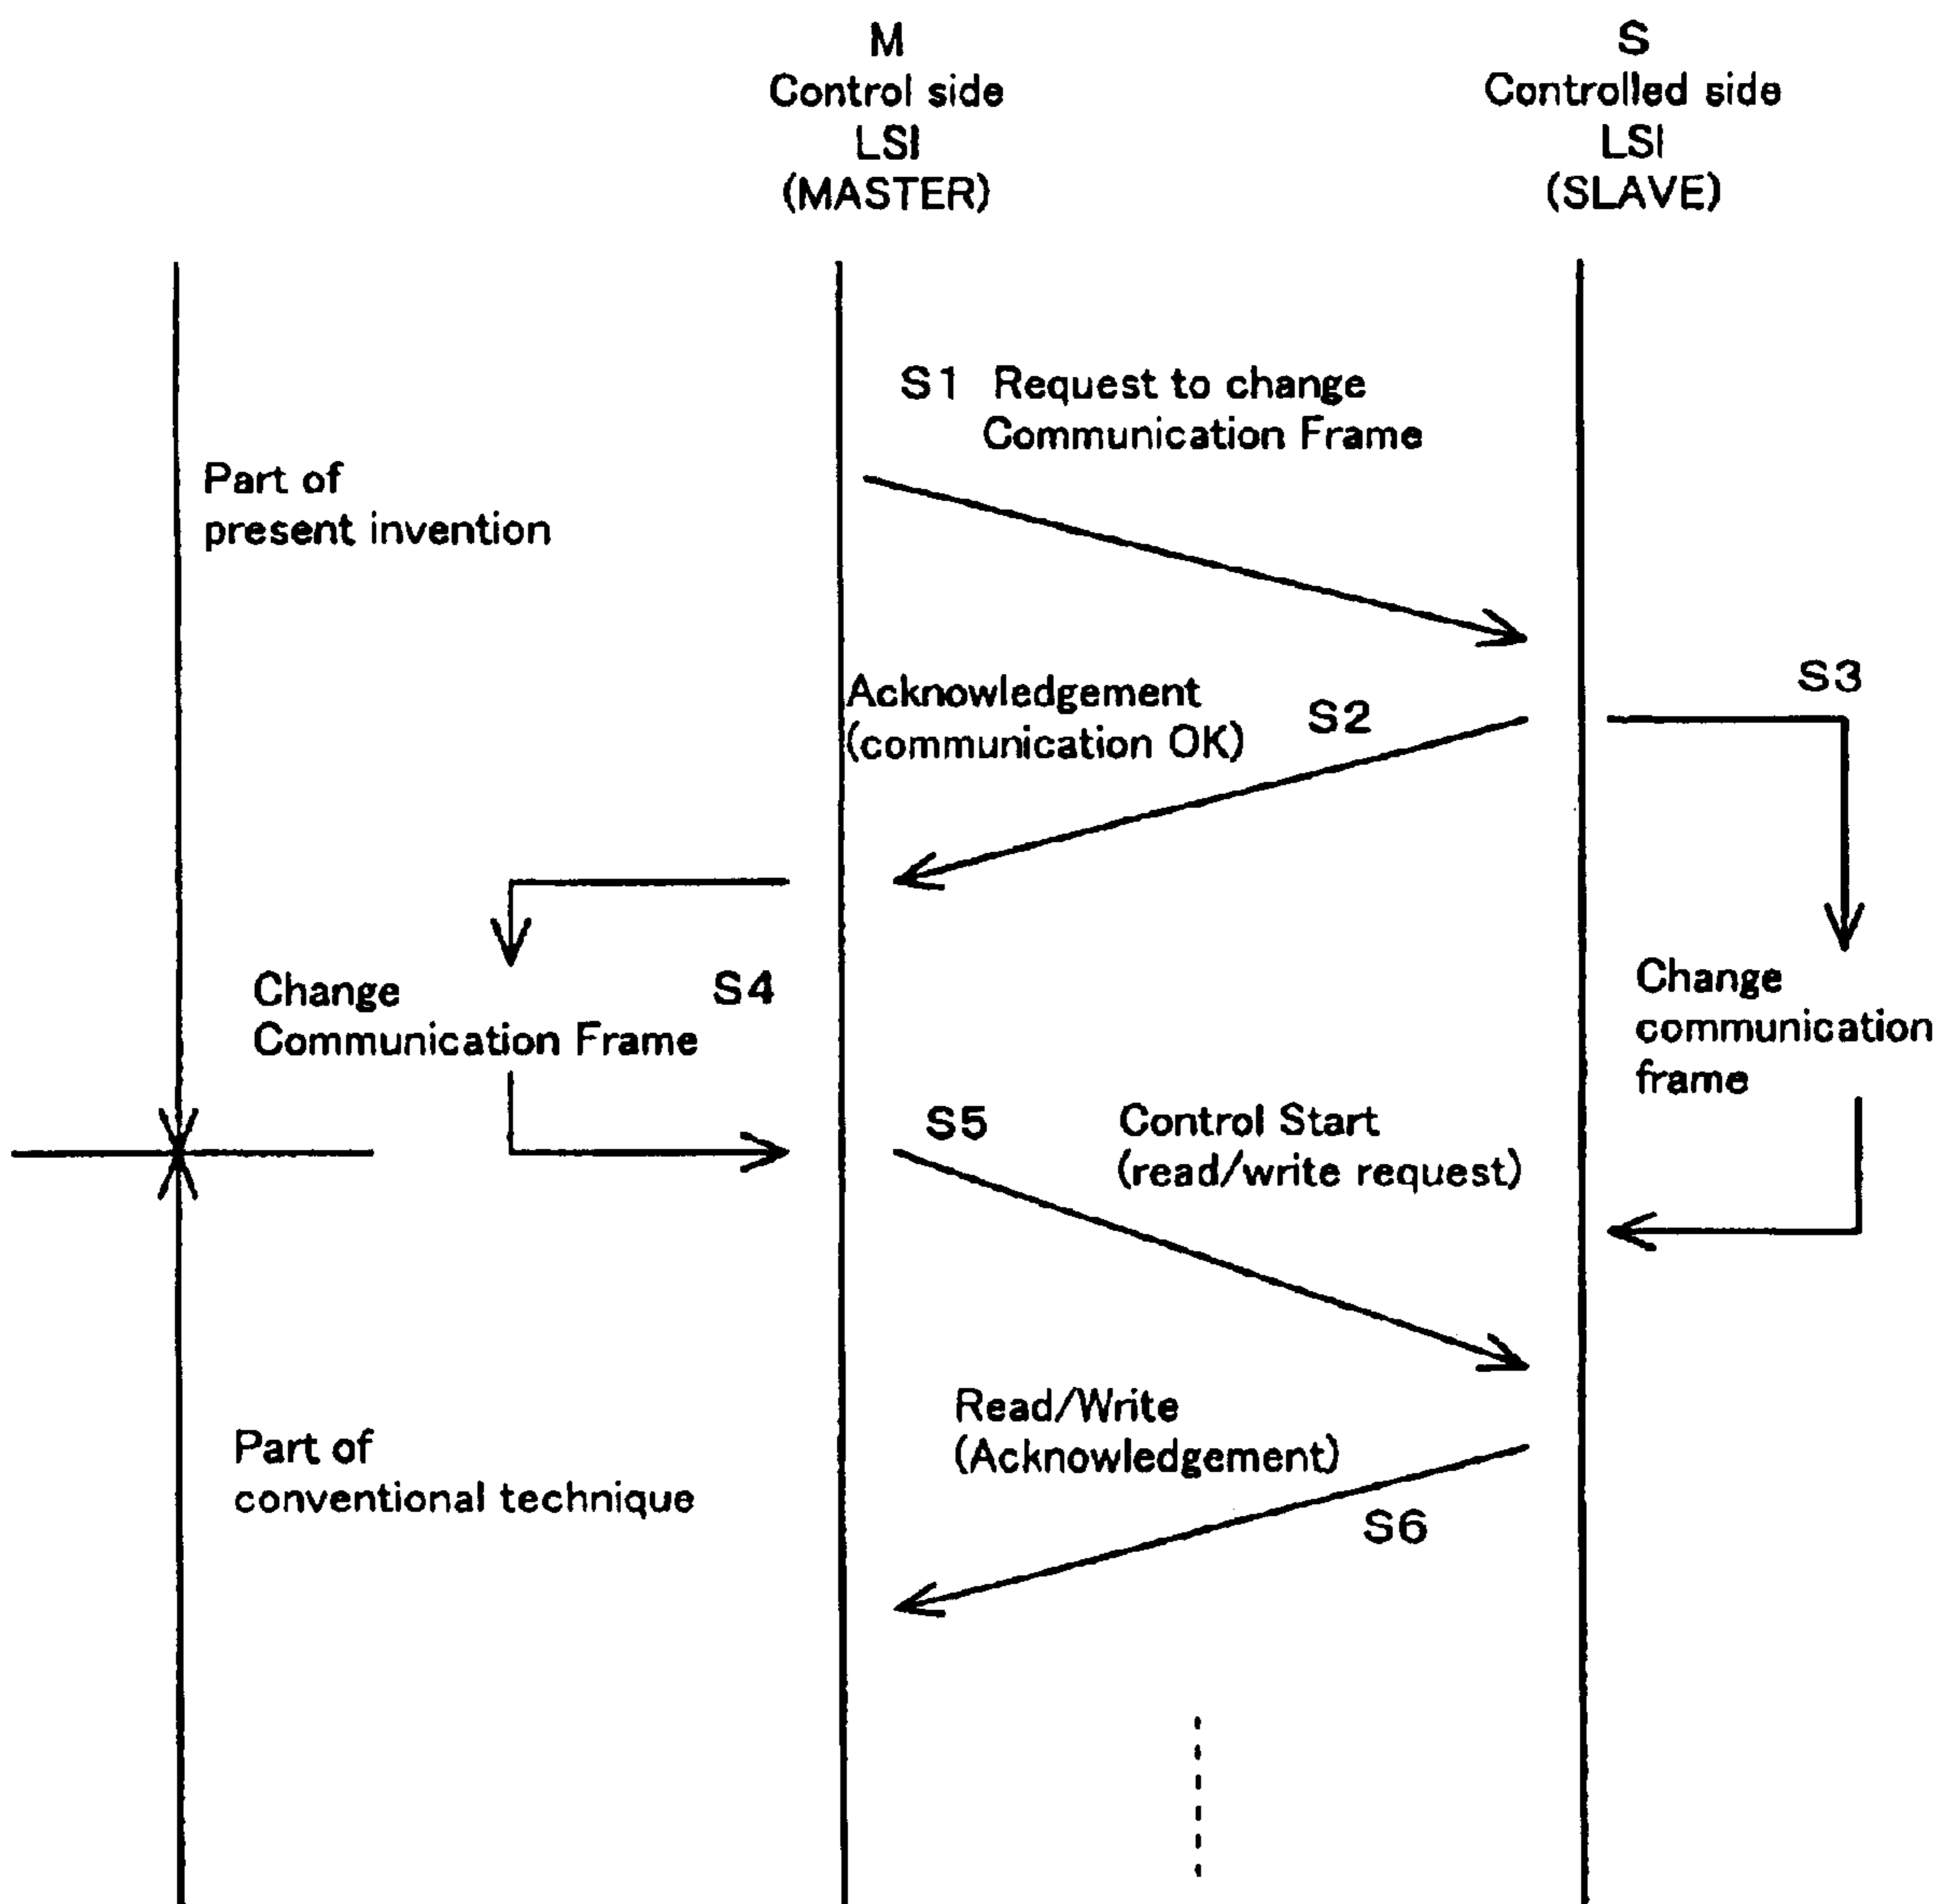 M
Control side
LSI
(MASTER)
S
Controlled side
LSI
(SLAVE)
S1 Request to change
Communication Frame
Part of
present invention
Acknowledgement
(communication OK)
S2
S3
Change
Communication Frame
S4
Change
communication
frame
S5
Control Start
(read/write request)
Read/Write
(Acknowledgement)
S6
Part of
conventional technique